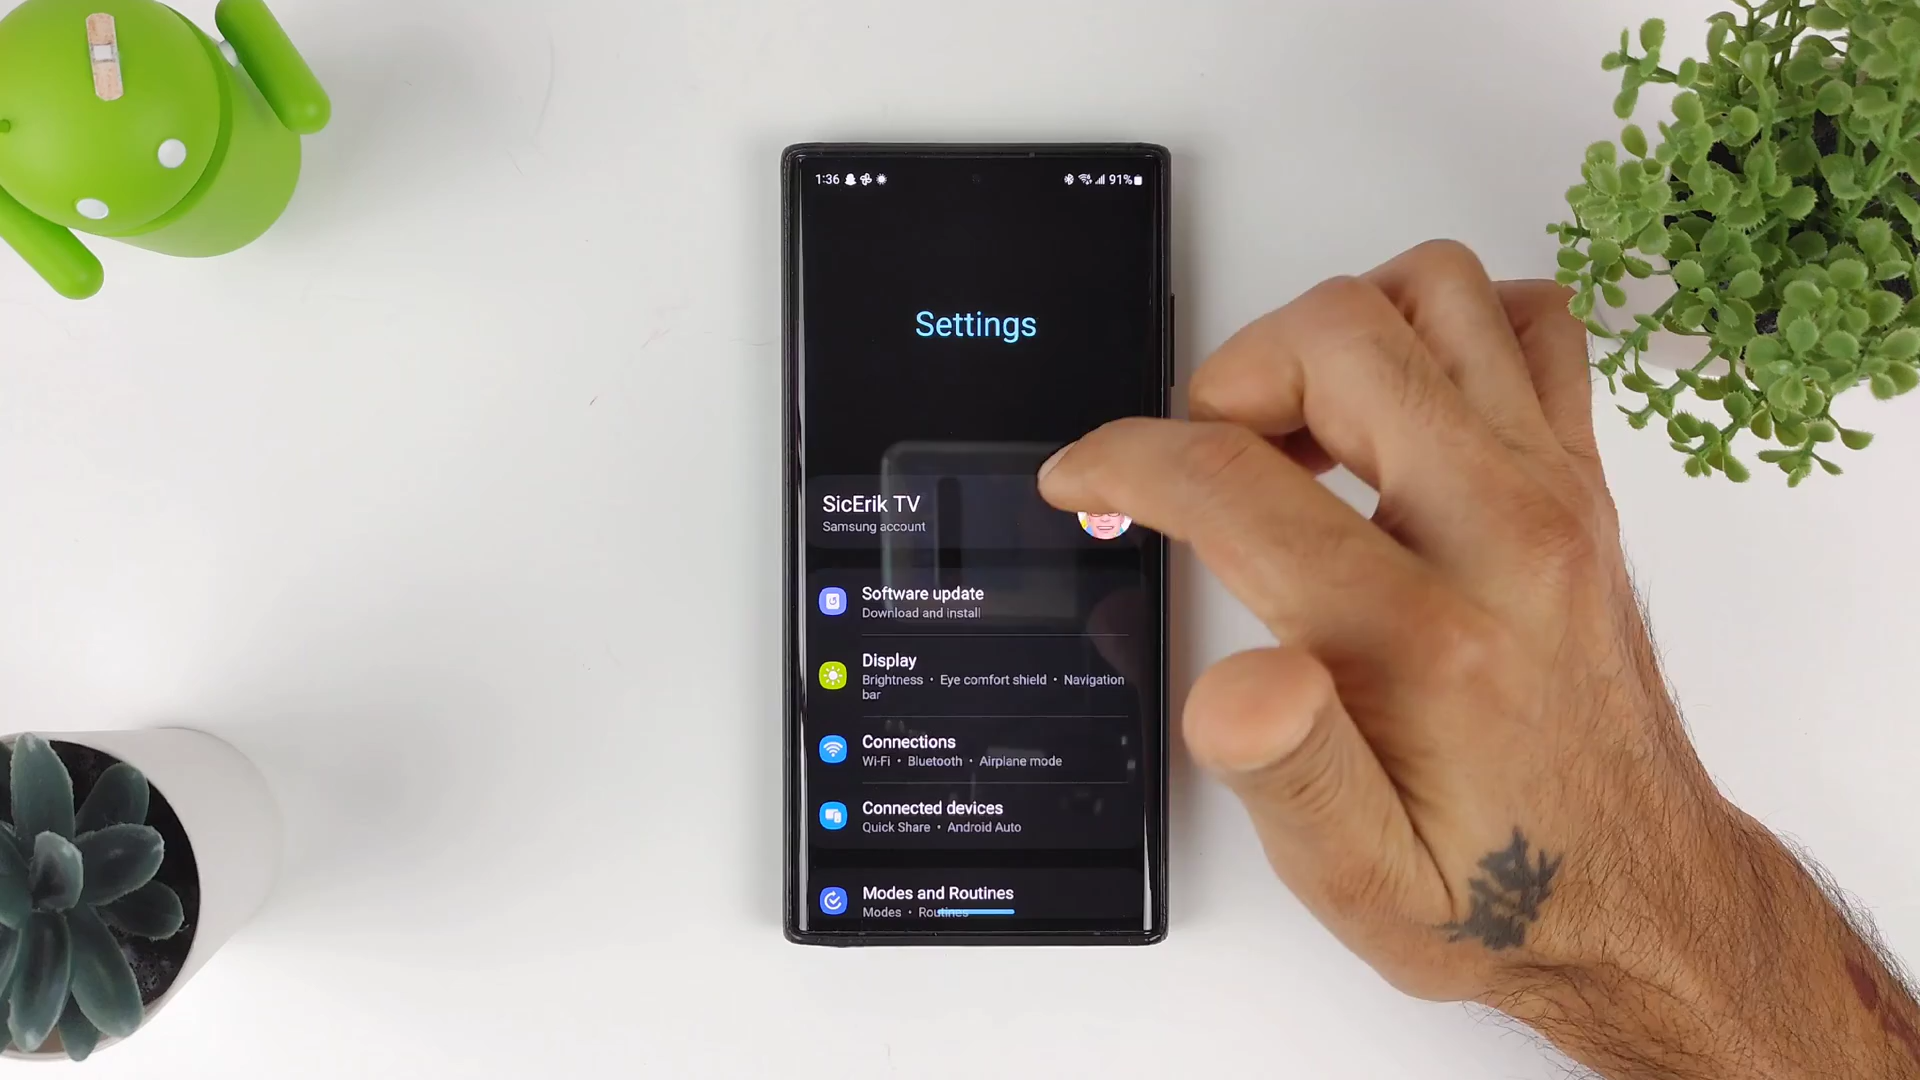 1:36
91%
Settings
SicErik TV
Samsung account
Software update
Download and install
Display
Brightness • Eye comfort shield • Navigation
bar
Connections
Wi-Fi • Bluetooth • Airplane mode
Connected devices
Quick Share • Android Auto
Modes and Routines
Modes • Routines